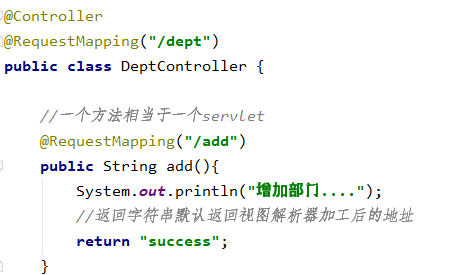 @Controller
@RequestMapping("/dept")
public class DeptController {
//一个方法相当于一个servlet
@RequestMapping("/add")
public String add(){
System.out.println("增加部门....");
//返回字符串默认返回视图解析器加工后的地址
return "success";
}